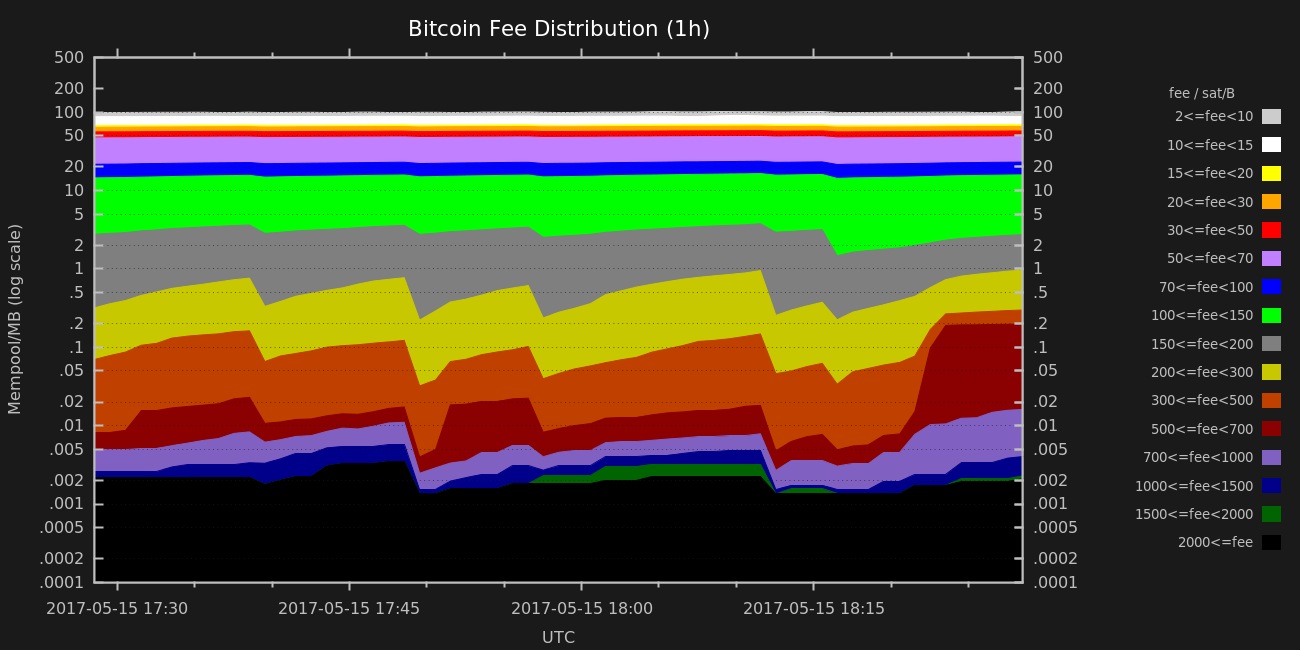 Bitcoin Fee Distribution (1h)
Mempool/MB (log scale)
500
200
100
50
20
10
5
2
1
.5
.2
.1
.05
.02
.01
.005
.002
.001
.0005
.0002
.0001
500
200
100
50
20
10
5
2
1
.5
.2
.1
.05
.02
.01
.005
.002
.001
.0005
.0002
.0001
2017-05-15 17:30
2017-05-15 17:45
2017-05-15 18:00
2017-05-15 18:15
UTC
fee / sat/B
2<=fee<10
10<=fee<15
15<=fee<20
20<=fee<30
30<=fee<50
50<=fee<70
70<=fee<100
100<=fee<150
150<=fee<200
200<=fee<300
300<=fee<500
500<=fee<700
700<=fee<1000
1000<=fee<1500
1500<=fee<2000
2000<=fee